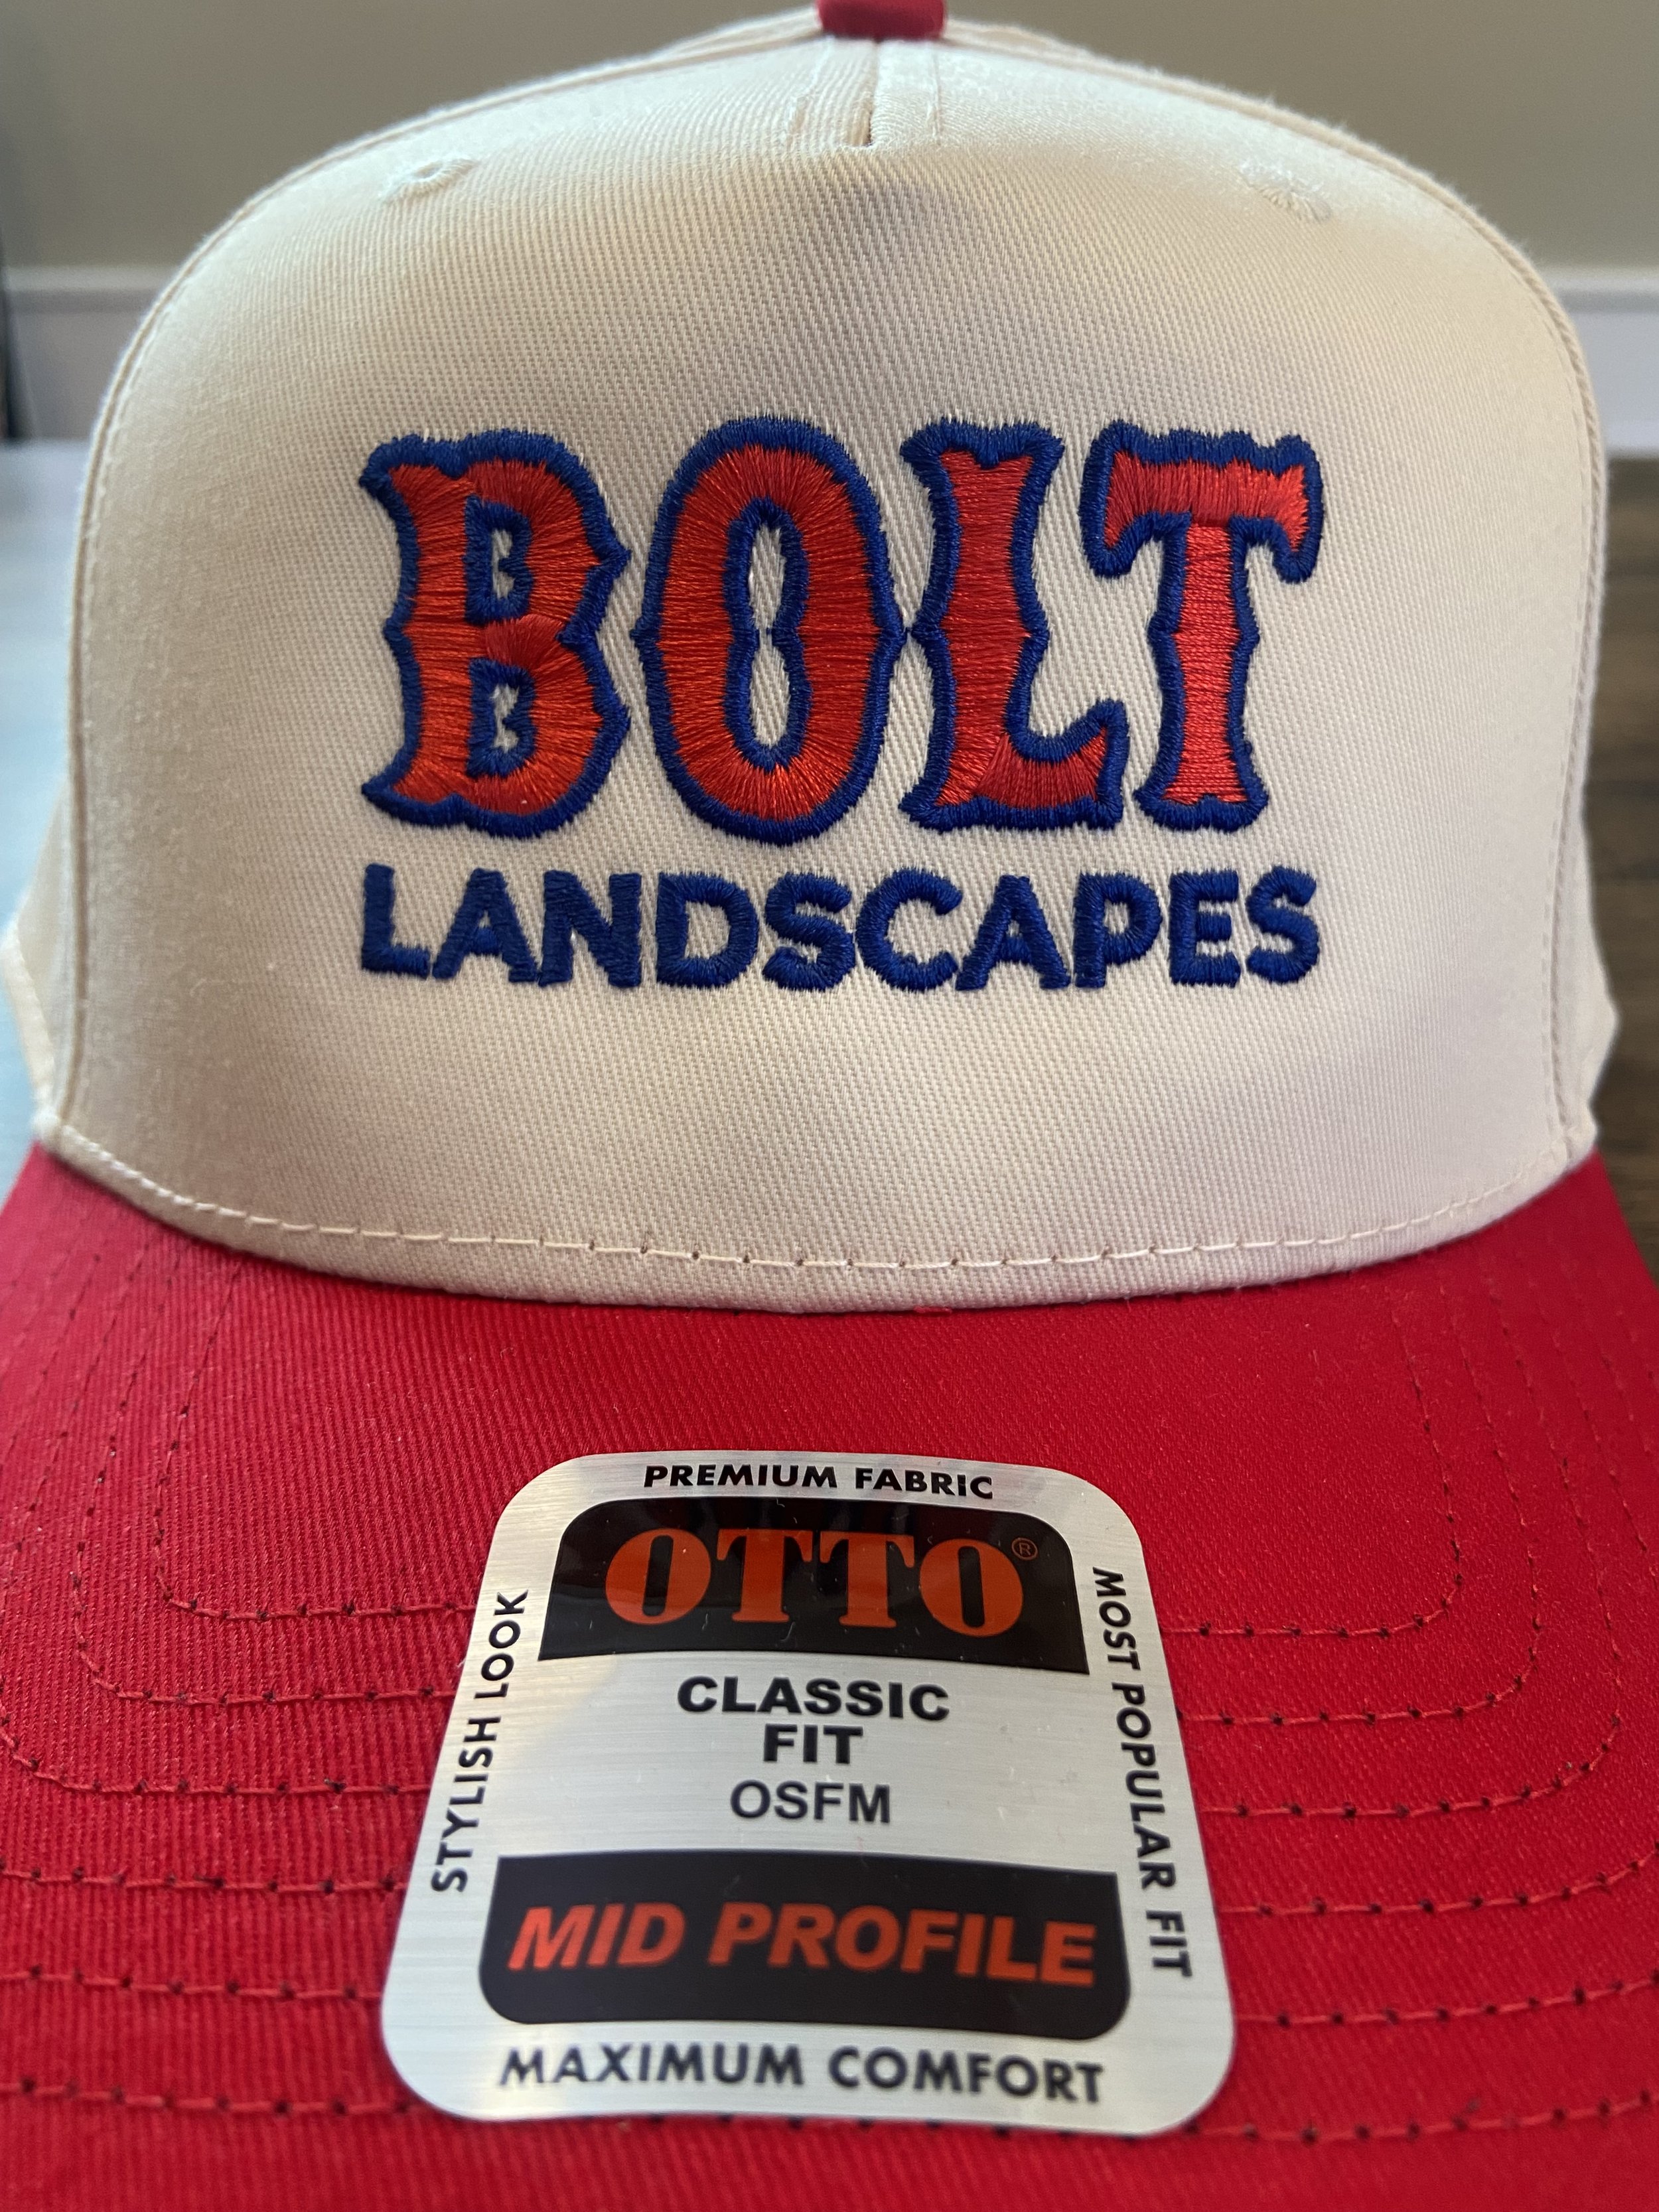 BOLT
LANDSCAPES
PREMIUM FABRIC
OTTO®
STYLISH LOOK
MOST POPULAR FIT
CLASSIC
FIT
OSFM
MID PROFILE
MAXIMUM COMFORT